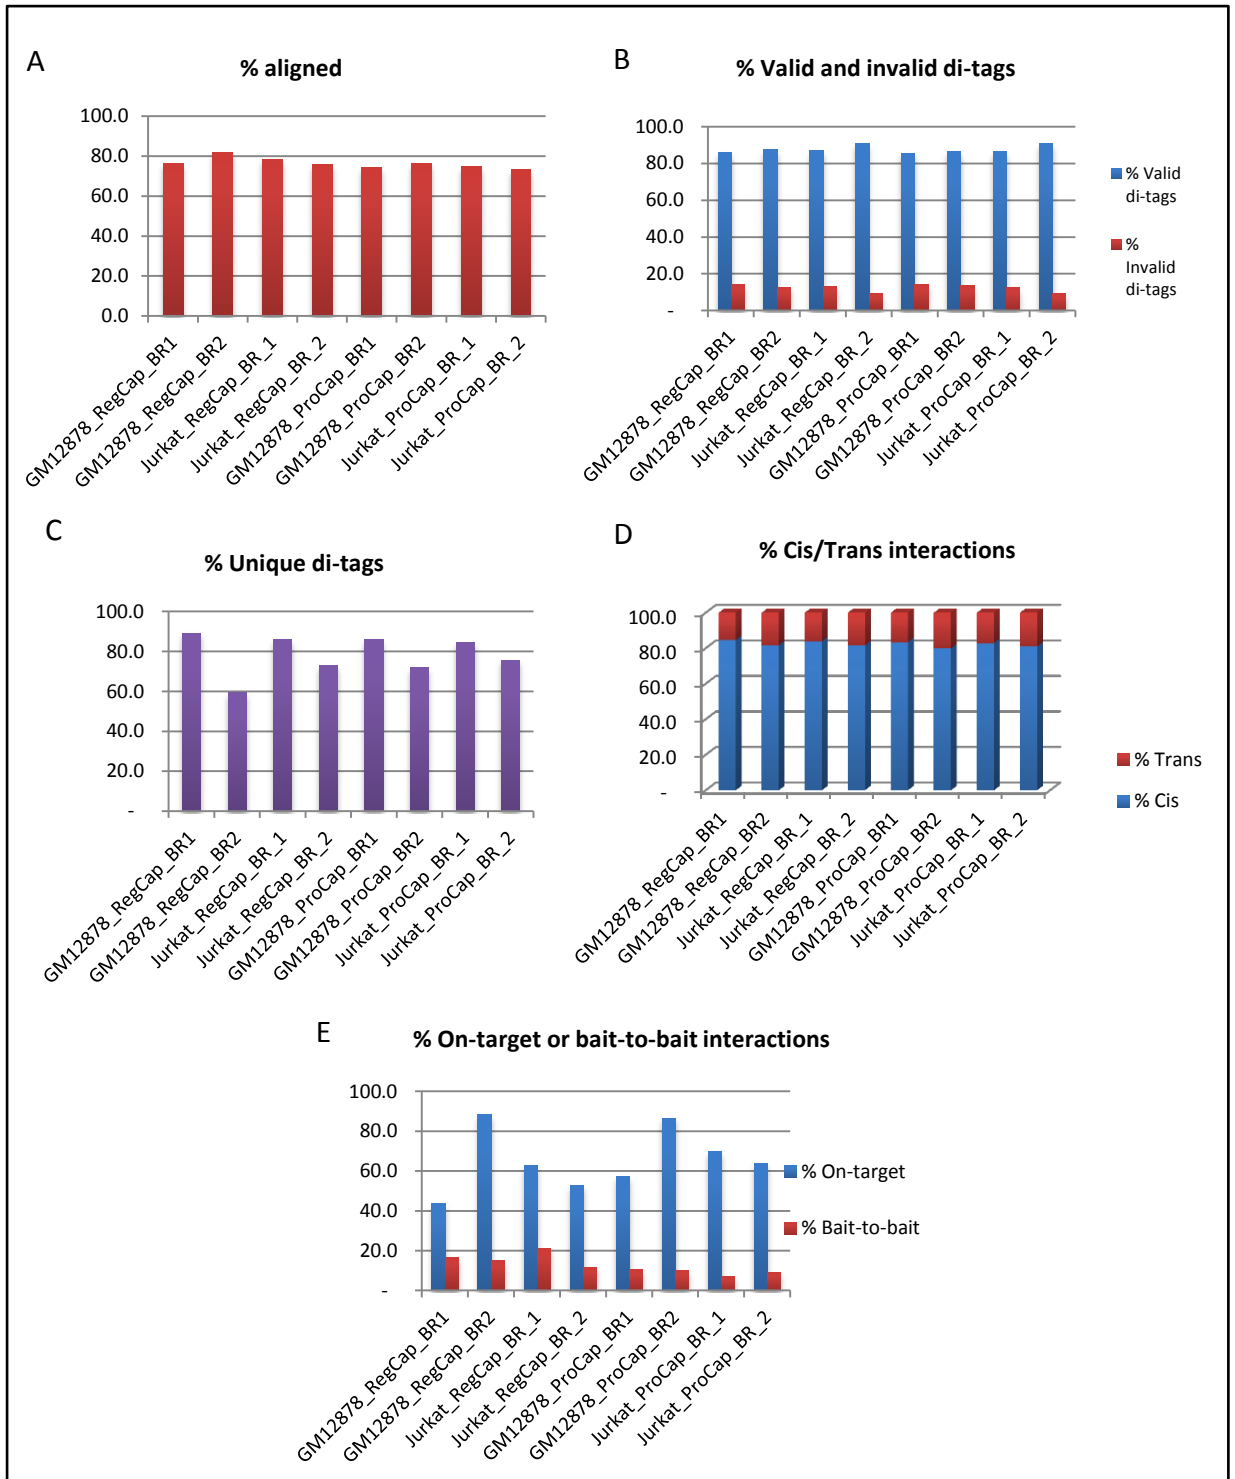 A
% aligned
100.0
80.0
60.0
40.0
20.0
0.0
GM12878_RegCap_BR1
GM12878_RegCap_BR2
Jurkat_RegCap_BR_1
Jurkat_RegCap_BR_2
GM12878_ProCap_BR1
GM12878_ProCap_BR2
Jurkat_ProCap_BR_1
Jurkat_ProCap_BR_2
B
% Valid and invalid di-tags
100.0
80.0
60.0
40.0
20.0
-
GM12878_RegCap_BR1
GM12878_RegCap_BR2
Jurkat_RegCap_BR_1
Jurkat_RegCap_BR_2
GM12878_ProCap_BR1
GM12878_ProCap_BR2
Jurkat_ProCap_BR_1
Jurkat_ProCap_BR_2
% Valid
di-tags
%
Invalid
di-tags
C
% Unique di-tags
100.0
80.0
60.0
40.0
20.0
-
GM12878_RegCap_BR1
GM12878_RegCap_BR2
Jurkat_RegCap_BR_1
Jurkat_RegCap_BR_2
GM12878_ProCap_BR1
GM12878_ProCap_BR2
Jurkat_ProCap_BR_1
Jurkat_ProCap_BR_2
D
% Cis/Trans interactions
100.0
80.0
60.0
40.0
20.0
-
GM12878_RegCap_BR1
GM12878_RegCap_BR2
Jurkat_RegCap_BR_1
Jurkat_RegCap_BR_2
GM12878_ProCap_BR1
GM12878_ProCap_BR2
Jurkat_ProCap_BR_1
Jurkat_ProCap_BR_2
% Trans
% Cis
E
% On-target or bait-to-bait interactions
100.0
80.0
60.0
40.0
20.0
-
GM12878_RegCap_BR1
GM12878_RegCap_BR2
Jurkat_RegCap_BR_1
Jurkat_RegCap_BR_2
GM12878_ProCap_BR1
GM12878_ProCap_BR2
Jurkat_ProCap_BR_1
Jurkat_ProCap_BR_2
% On-target
% Bait-to-bait